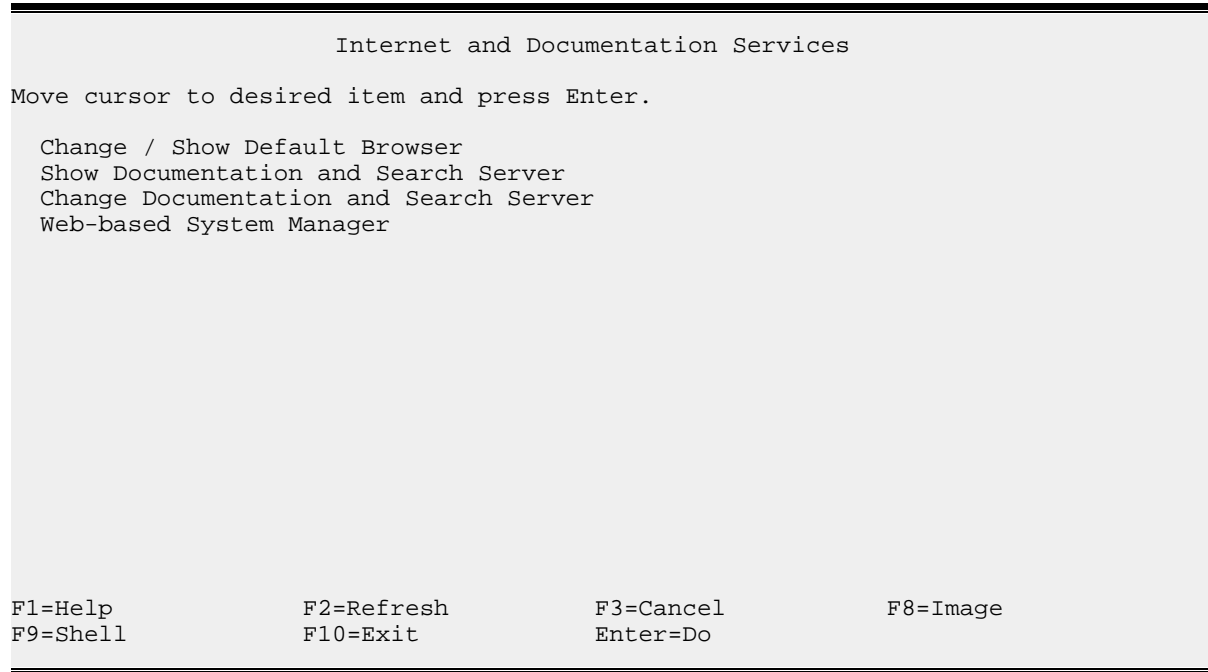 Internet and Documentation Services
Move cursor to desired item and press Enter.
Change / Show Default Browser
Show Documentation and Search Server
Change Documentation and Search Server
Web-based System Manager
F1=Help F2=Refresh F3=Cancel F8=Image
F9=Shell F10=Exit Enter=Do